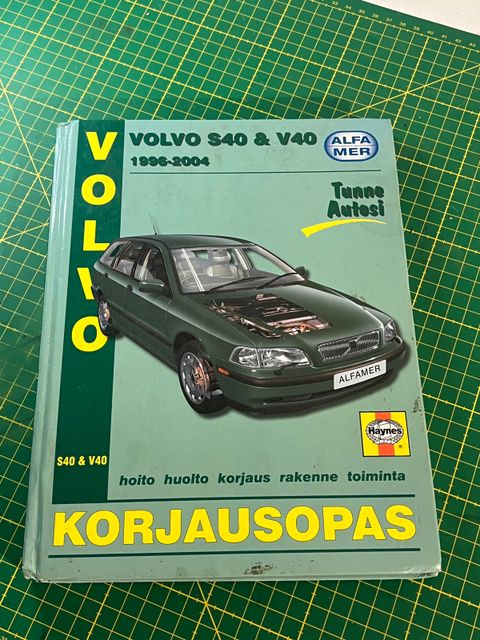 VOLVO
VOLVO S40 & V40
1996-2004
ALFA
MER
Tunne
Autosi
ALFAMER
Haynes
S40 & V40
hoito huolto korjaus rakenne toiminta
KORJAUSOPAS